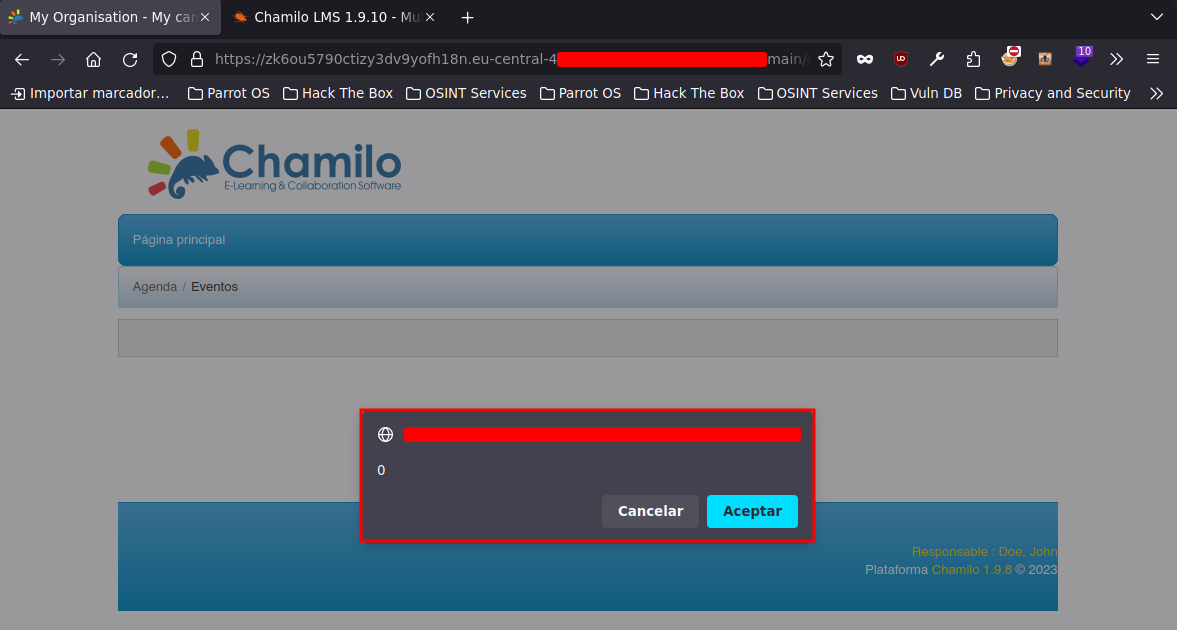 My Organisation - My ca
Chamilo LMS 1.9.10 - Mu
https://zk6ou5790ctizy3dv9yofh18n.eu-central-4
main/
10
Importar marcador…
Parrot OS
Hack The Box
OSINT Services
Parrot OS
Hack The Box
OSINT Services
Vuln DB
Privacy and Security
Chamilo
E-Learning & Collaboration Software
Página principal
Agenda / Eventos
0
Cancelar
Aceptar
Responsable : Doe, John
Plataforma Chamilo 1.9.8 © 2023